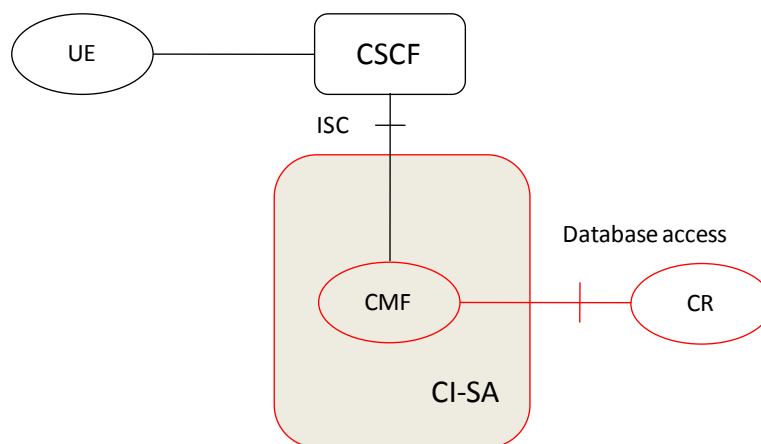 UE
CSCF
ISC
Database access
CMF
CR
CI-SA